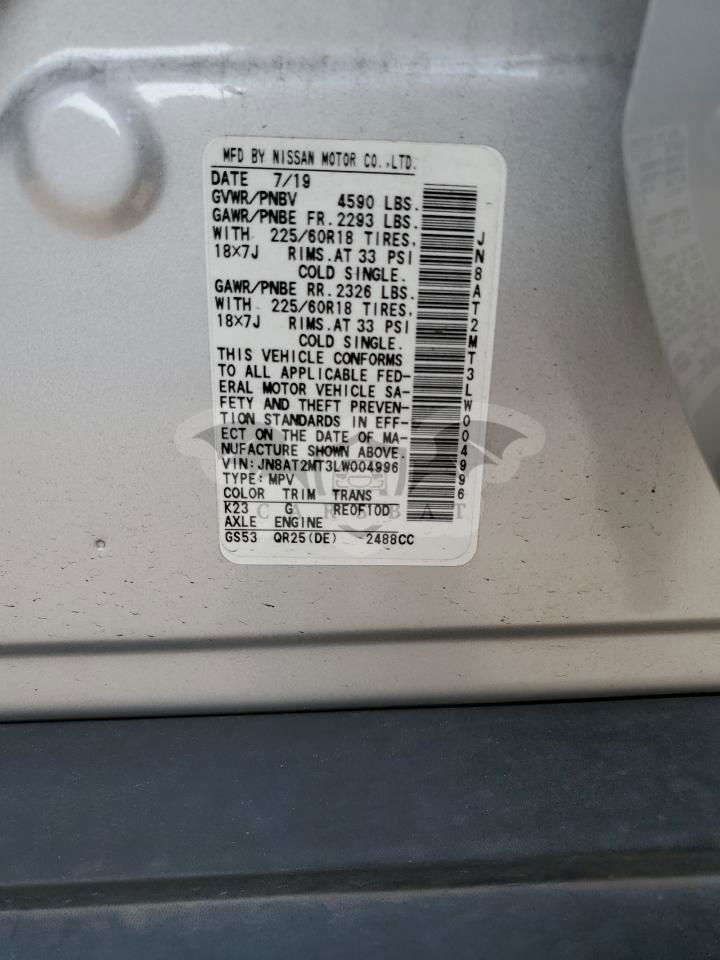 MFD BY NISSAN MOTOR CO.,LTD.
DATE 7/19
GVWR/PNBV 4590 LBS.
GAWR/PNBE FR. 2293 LBS.
WITH 225/60R18 TIRES,
18X7J RIMS.AT 33 PSI
COLD SINGLE.
GAWR/PNBE RR. 2326 LBS.
WITH 225/60R18 TIRES,
18X7J RIMS.AT 33 PSI
COLD SINGLE.
THIS VEHICLE CONFORMS
TO ALL APPLICABLE FED-
ERAL MOTOR VEHICLE SA-
FETY AND THEFT PREVEN-
TION STANDARDS IN EFF-
ECT ON THE DATE OF MA-
NUFACTURE SHOWN ABOVE.
VIN: JN8AT2MT3LW004996
TYPE: MPV
COLOR TRIM TRANS
K23 G RE0F10D
AXLE ENGINE
GS53 QR25(DE) 2488CC
JN8AT2MT3LW004996
CARSBAT